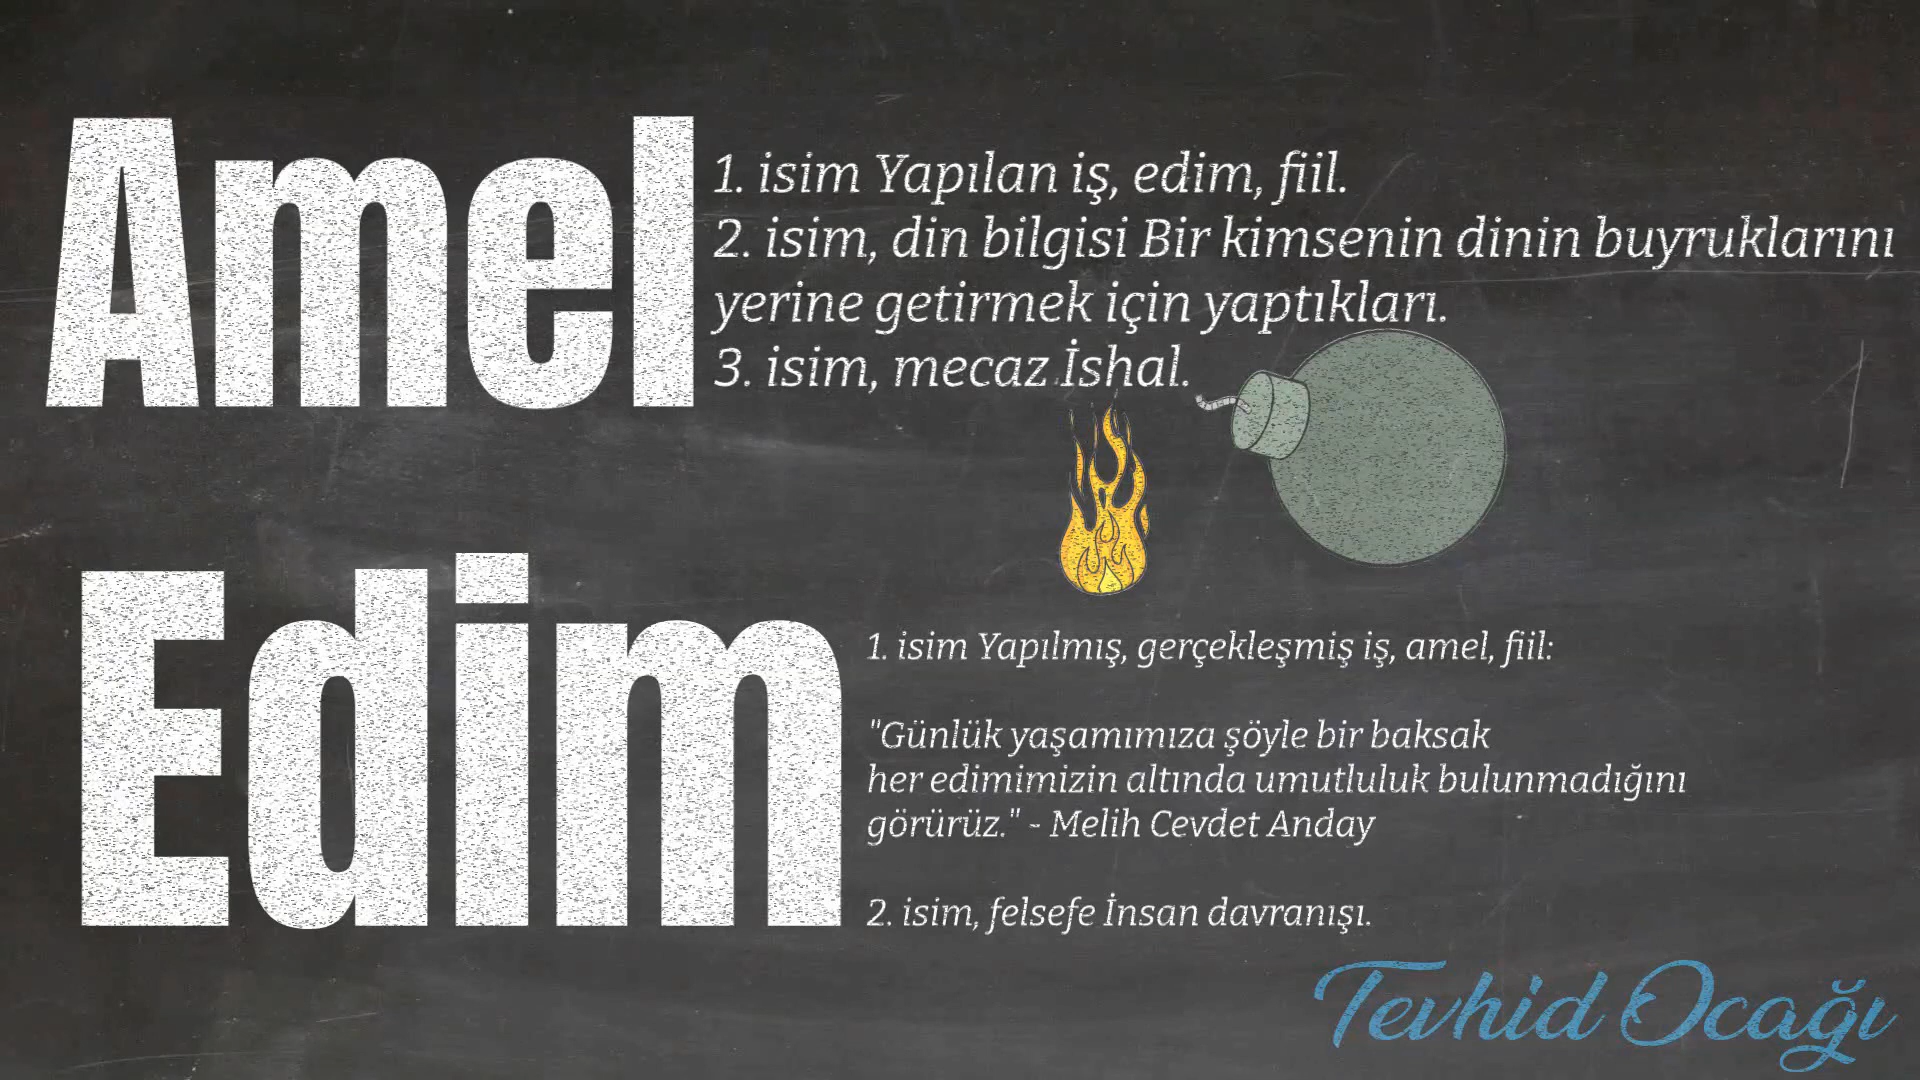 Amel
1. isim Yapılan iş, edim, fiil.
2. isim, din bilgisi Bir kimsenin dinin buyruklarını
yerine getirmek için yaptıkları.
3. isim, mecaz İshal.
Edim
1. isim Yapılmış, gerçekleşmiş iş, amel, fiil:
"Günlük yaşamımıza şöyle bir baksak
her edimimizin altında umutluluk bulunmadığını
görürüz." - Melih Cevdet Anday
2. isim, felsefe İnsan davranışı.
Tevhid Ocağı